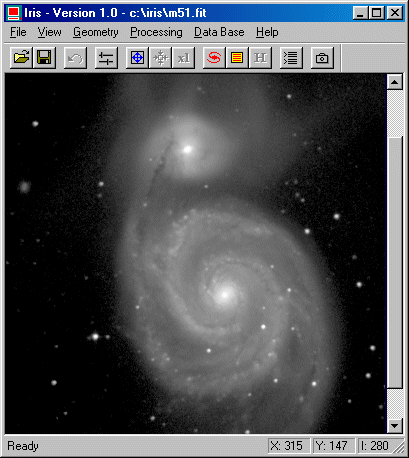 Iris - Version 1.0 - c:\iris\m51.fit
File View Geometry Processing Data Base Help
x1 H
Ready X: 315 Y: 147 I: 280